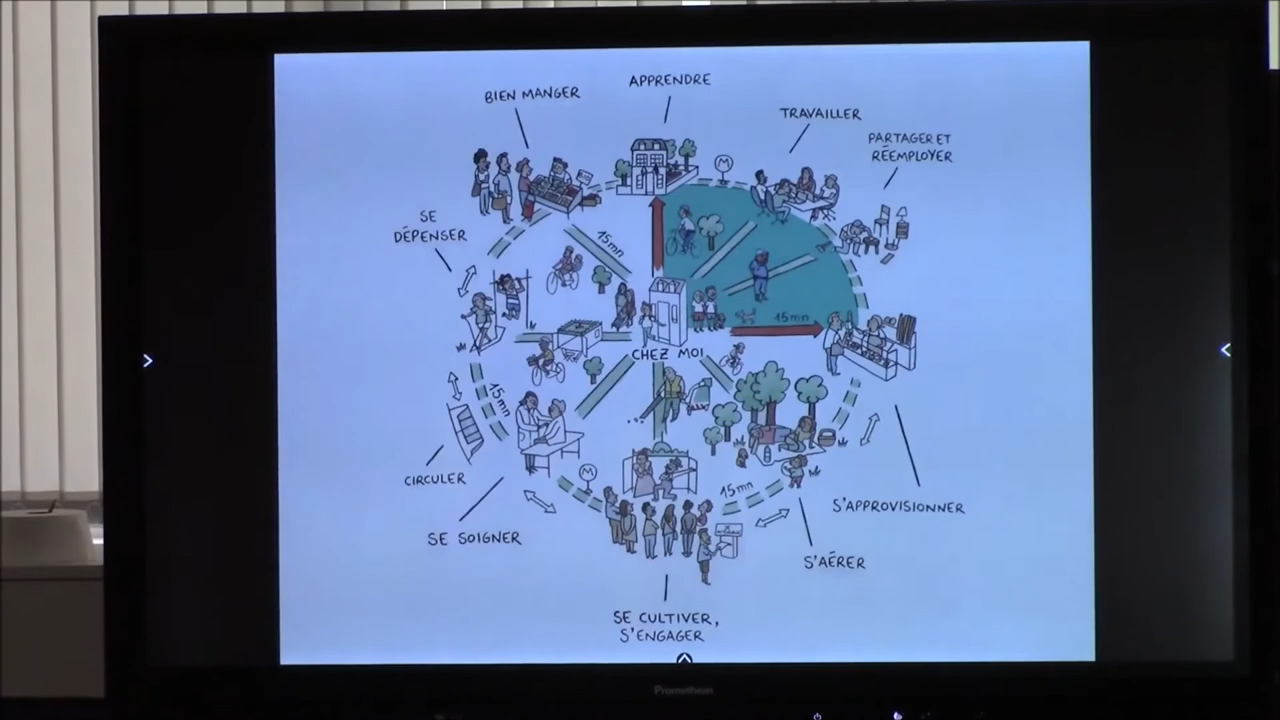 APPRENDRE
BIEN MANGER
TRAVAILLER
PARTAGER ET
RÉEMPLOYER
M
SE
DÉPENSER
15mn
15mn
CHEZ MOI
15mn
CIRCULER
M
15mn
S'APPROVISIONNER
SE SOIGNER
S'AÉRER
SE CULTIVER,
S'ENGAGER
Promethean